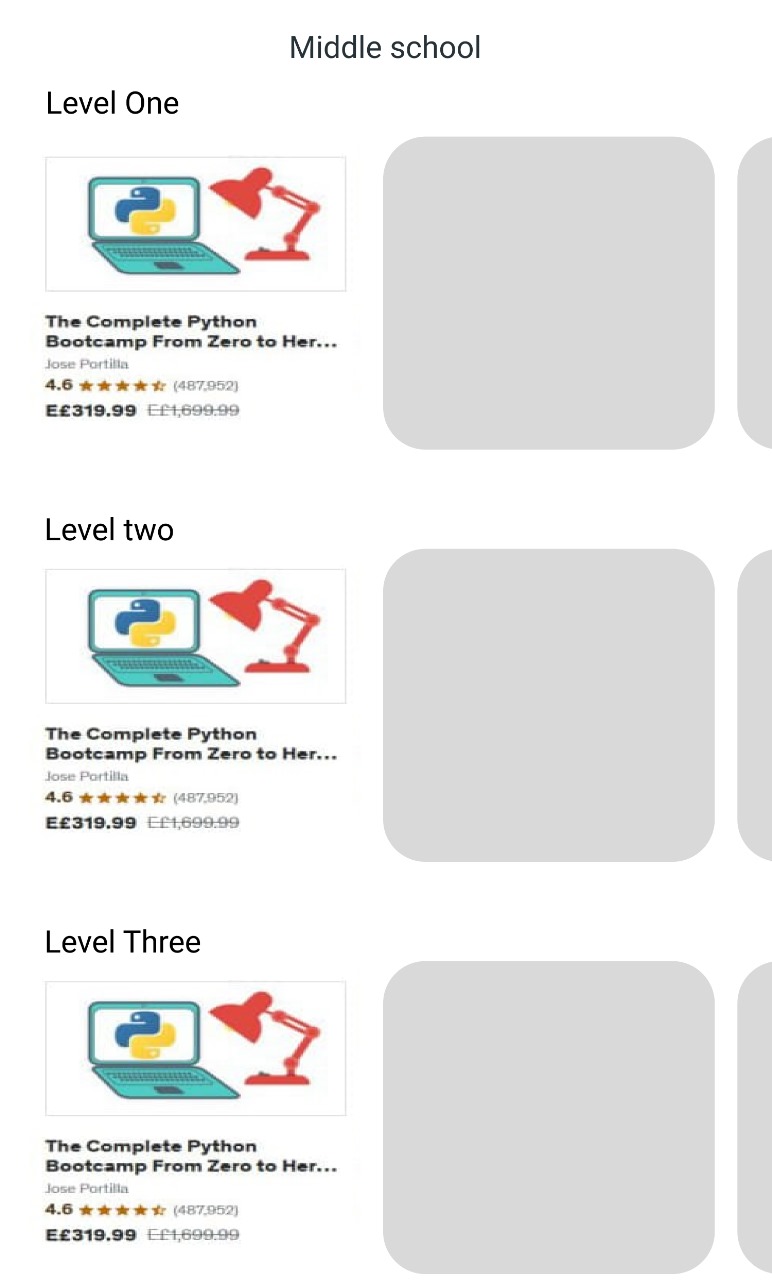 Middle school
Level One
The Complete Python
Bootcamp From Zero to Her...
Jose Portilla
4.6 (487,952)
E£319.99 E£1,699.99
Level two
The Complete Python
Bootcamp From Zero to Her...
Jose Portilla
4.6 (487,952)
E£319.99 E£1,699.99
Level Three
The Complete Python
Bootcamp From Zero to Her...
Jose Portilla
4.6 (487,952)
E£319.99 E£1,699.99